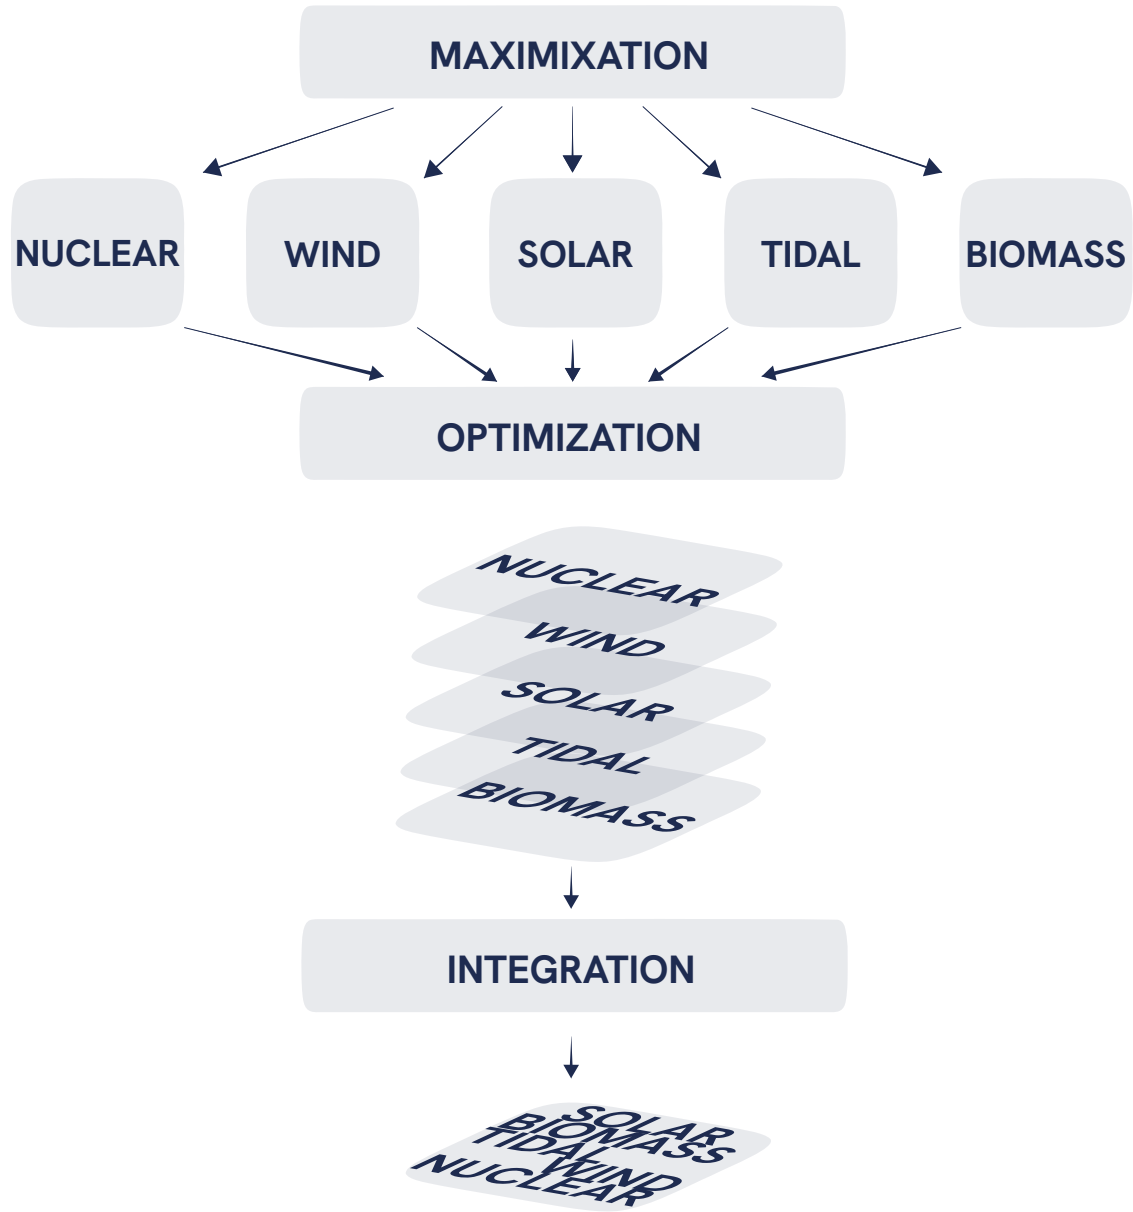 MAXIMIXATION
NUCLEAR WIND SOLAR TIDAL BIOMASS
OPTIMIZATION
NUCLEAR
WIND
SOLAR
TIDAL
BIOMASS
INTEGRATION
SOLAR
BIOMASS
TIDAL
WIND
NUCLEAR